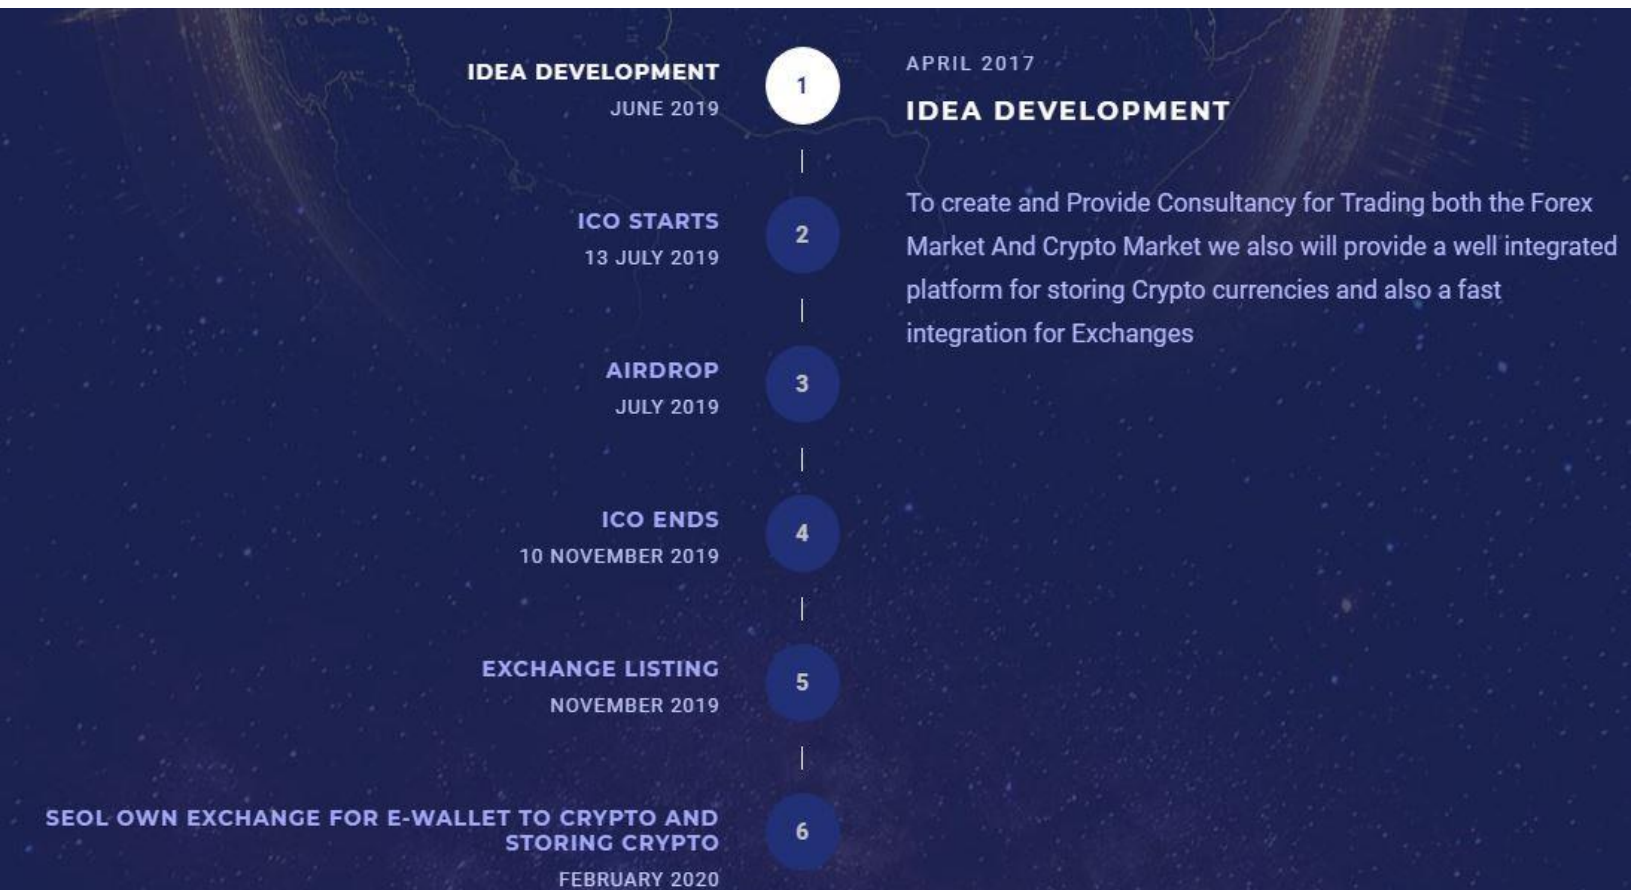 IDEA DEVELOPMENT
JUNE 2019
1
ICO STARTS
13 JULY 2019
2
AIRDROP
JULY 2019
3
ICO ENDS
10 NOVEMBER 2019
4
EXCHANGE LISTING
NOVEMBER 2019
5
SEOL OWN EXCHANGE FOR E-WALLET TO CRYPTO AND
STORING CRYPTO
FEBRUARY 2020
6
APRIL 2017
IDEA DEVELOPMENT
To create and Provide Consultancy for Trading both the Forex
Market And Crypto Market we also will provide a well integrated
platform for storing Crypto currencies and also a fast
integration for Exchanges